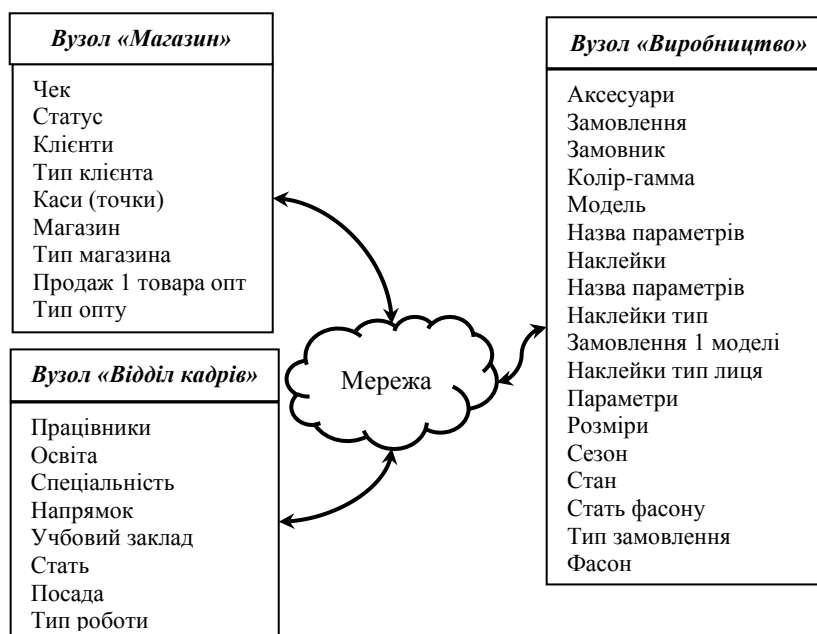 Вузол «Магазин»
Чек
Статус
Клієнти
Тип клієнта
Каси (точки)
Магазин
Тип магазина
Продаж 1 товара опт
Тип опту
Вузол «Відділ кадрів»
Працівники
Освіта
Спеціальність
Напрямок
Учбовий заклад
Стать
Посада
Тип роботи
Мережа
Вузол «Виробництво»
Аксесуари
Замовлення
Замовник
Колір-гамма
Модель
Назва параметрів
Наклейки
Назва параметрів
Наклейки тип
Замовлення 1 моделі
Наклейки тип лиця
Параметри
Розміри
Сезон
Стан
Стать фасону
Тип замовлення
Фасон